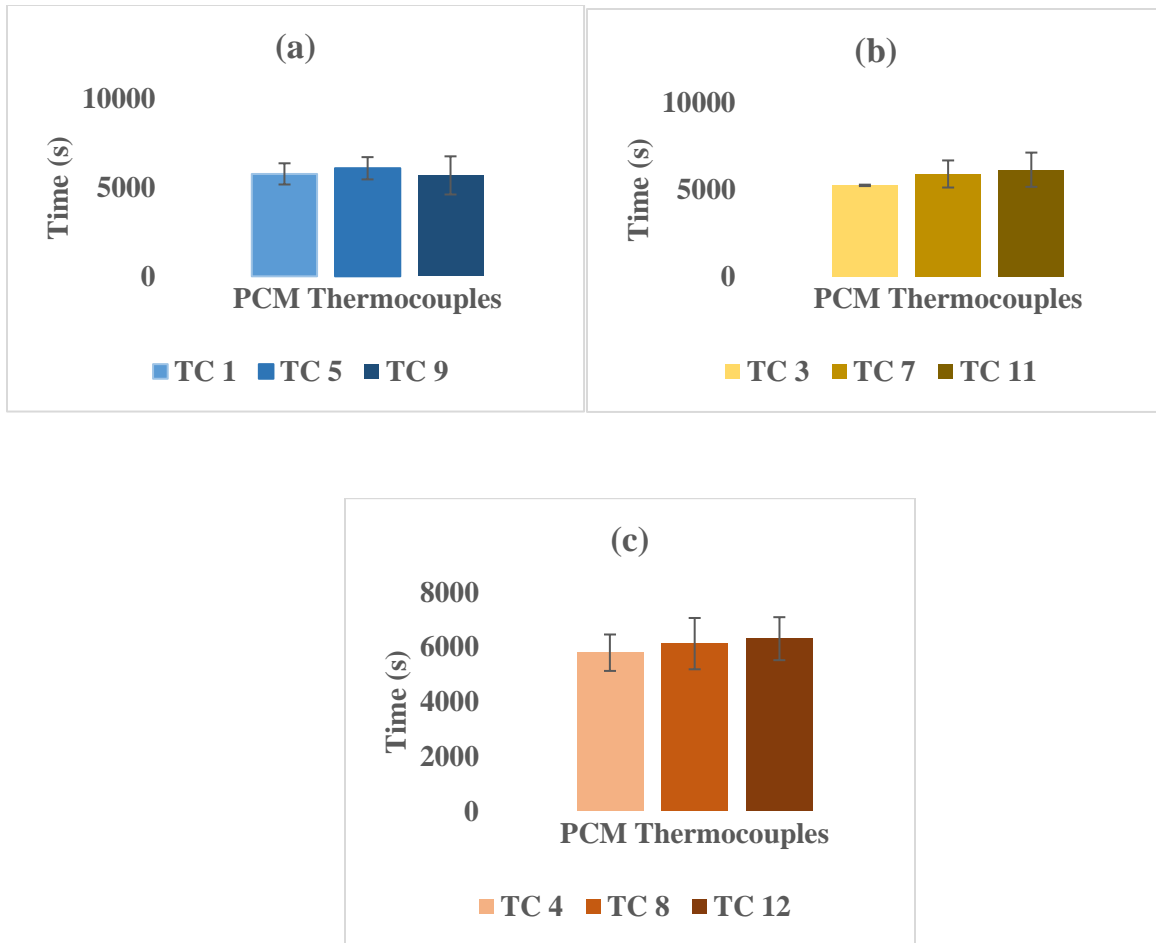 (a)
10000
5000
0
Time (s)
PCM Thermocouples
TC 1 TC 5 TC 9
(b)
10000
5000
0
Time (s)
PCM Thermocouples
TC 3 TC 7 TC 11
(c)
8000
6000
4000
2000
0
Time (s)
PCM Thermocouples
TC 4 TC 8 TC 12